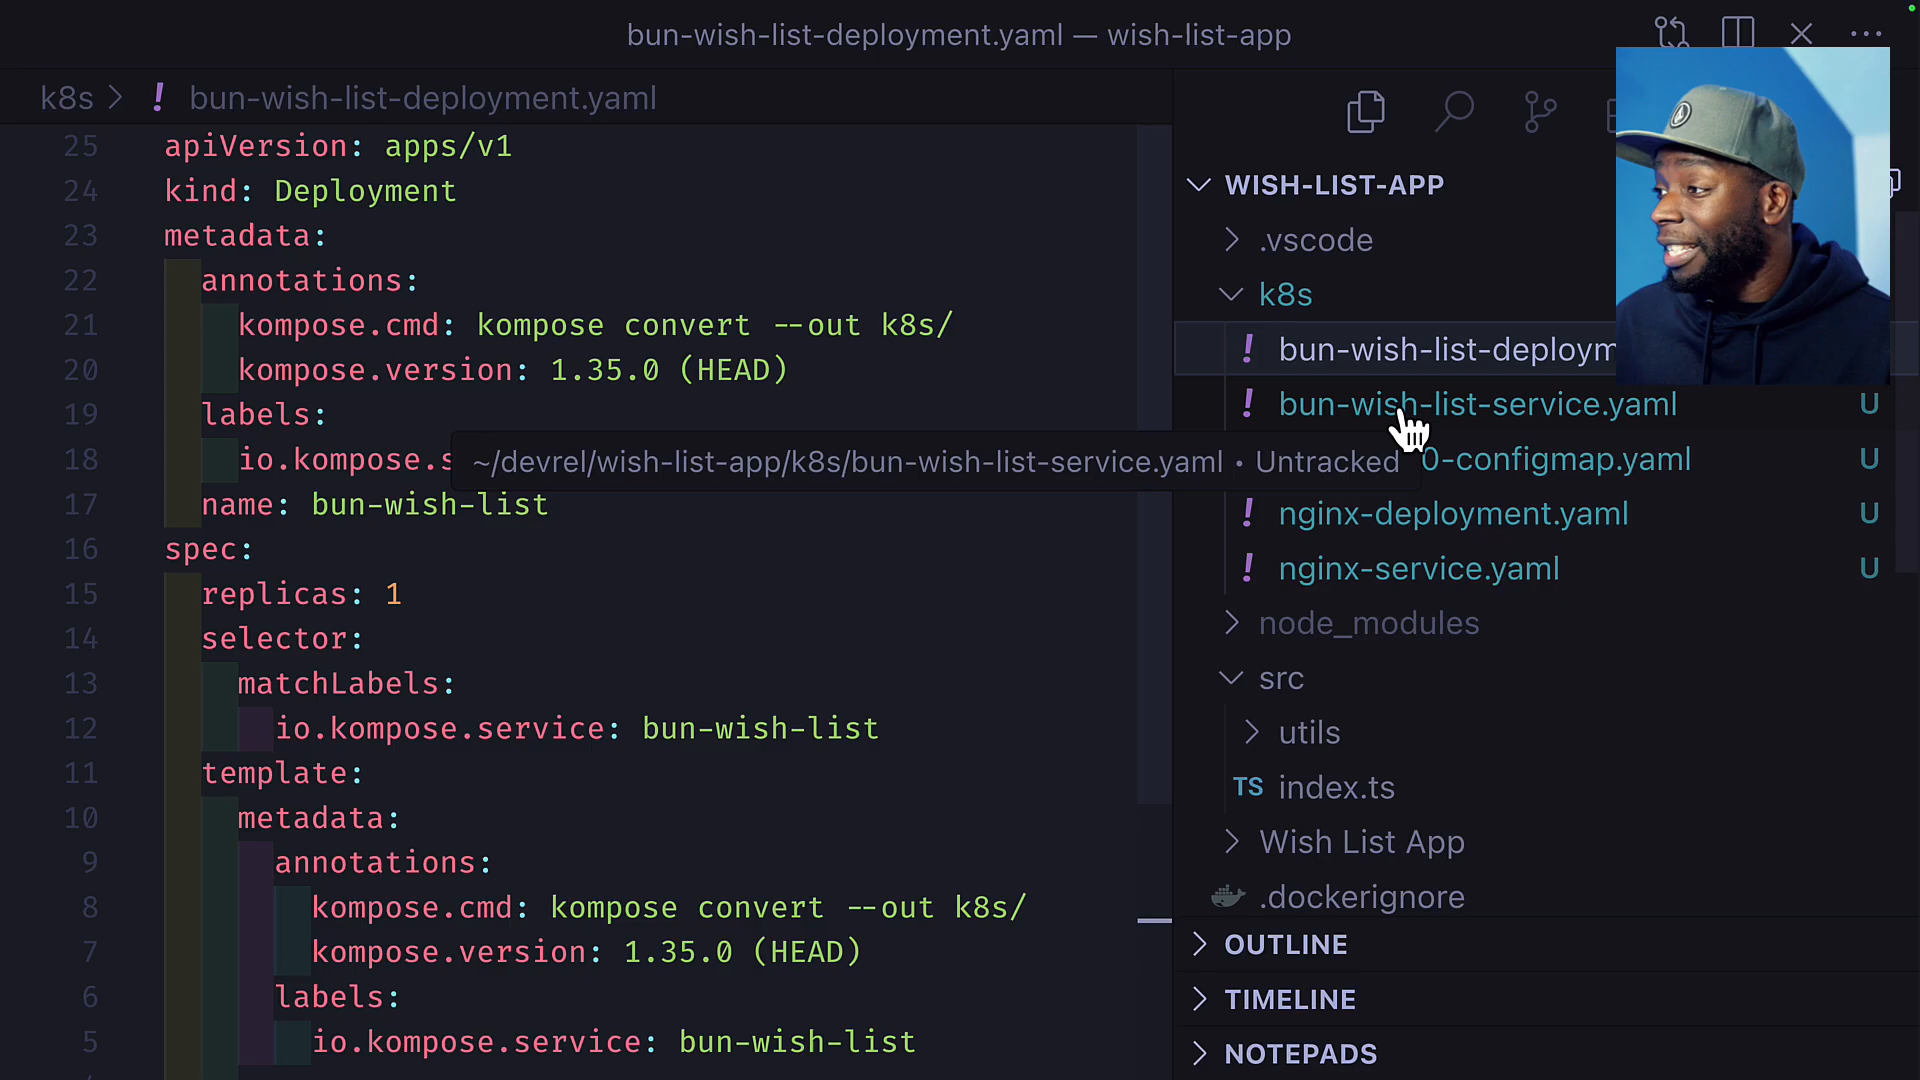 bun-wish-list-deployment.yaml — wish-list-app
k8s > ! bun-wish-list-deployment.yaml
25 apiVersion: apps/v1
24 kind: Deployment
23 metadata:
22 annotations:
21 kompose.cmd: kompose convert --out k8s/
20 kompose.version: 1.35.0 (HEAD)
19 labels:
18 io.kompose.s
17 name: bun-wish-list
16 spec:
15 replicas: 1
14 selector:
13 matchLabels:
12 io.kompose.service: bun-wish-list
11 template:
10 metadata:
9 annotations:
8 kompose.cmd: kompose convert --out k8s/
7 kompose.version: 1.35.0 (HEAD)
6 labels:
5 io.kompose.service: bun-wish-list
~/devrel/wish-list-app/k8s/bun-wish-list-service.yaml • Untracked
WISH-LIST-APP
.vscode
k8s
! bun-wish-list-deploym
! bun-wish-list-service.yaml U
0-configmap.yaml U
! nginx-deployment.yaml U
! nginx-service.yaml U
node_modules
src
utils
TS index.ts
Wish List App
.dockerignore
OUTLINE
TIMELINE
NOTEPADS